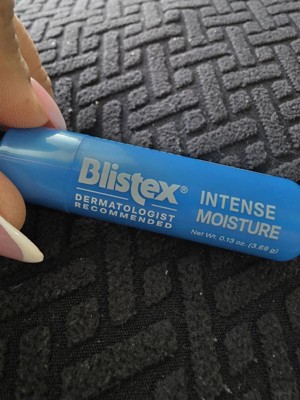 Blistex®
DERMATOLOGIST
RECOMMENDED
INTENSE
MOISTURE
Net Wt. 0.13 oz. (3.69 g)